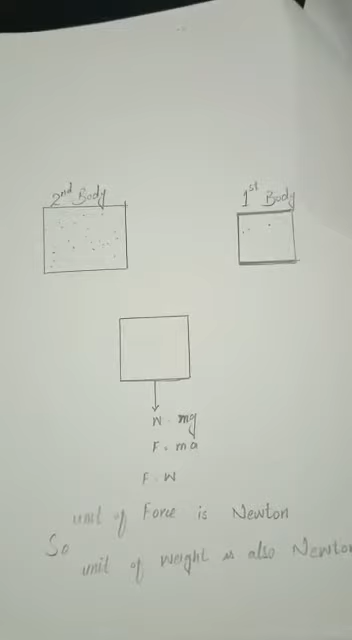 2nd Body
1st Body
W = mg
F = ma
F = W
unit of Force is Newton
So
unit of weight is also Newton